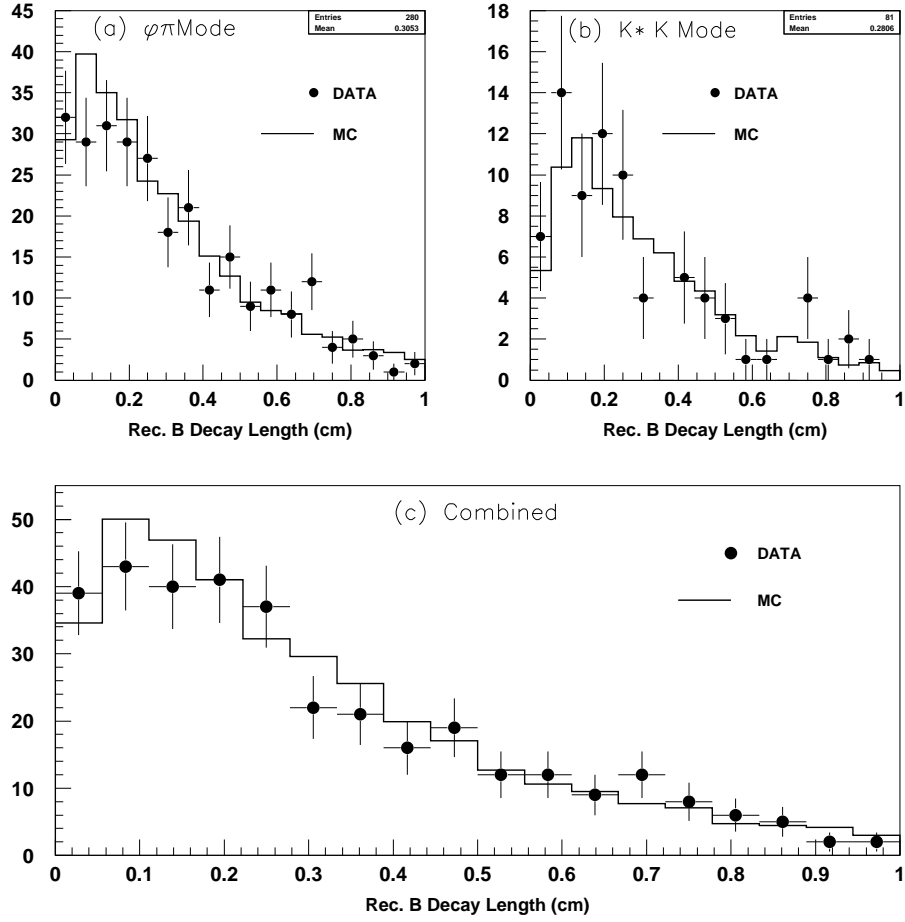 (a) φπMode
Entries 280
Mean 0.3053
45
40
35
30
25
20
15
10
5
0
DATA
MC
0 0.2 0.4 0.6 0.8 1
Rec. B Decay Length (cm)
(b) K* K Mode
Entries 81
Mean 0.2806
18
16
14
12
10
8
6
4
2
0
DATA
MC
0 0.2 0.4 0.6 0.8 1
Rec. B Decay Length (cm)
(c) Combined
50
40
30
20
10
0
DATA
MC
0 0.1 0.2 0.3 0.4 0.5 0.6 0.7 0.8 0.9 1
Rec. B Decay Length (cm)